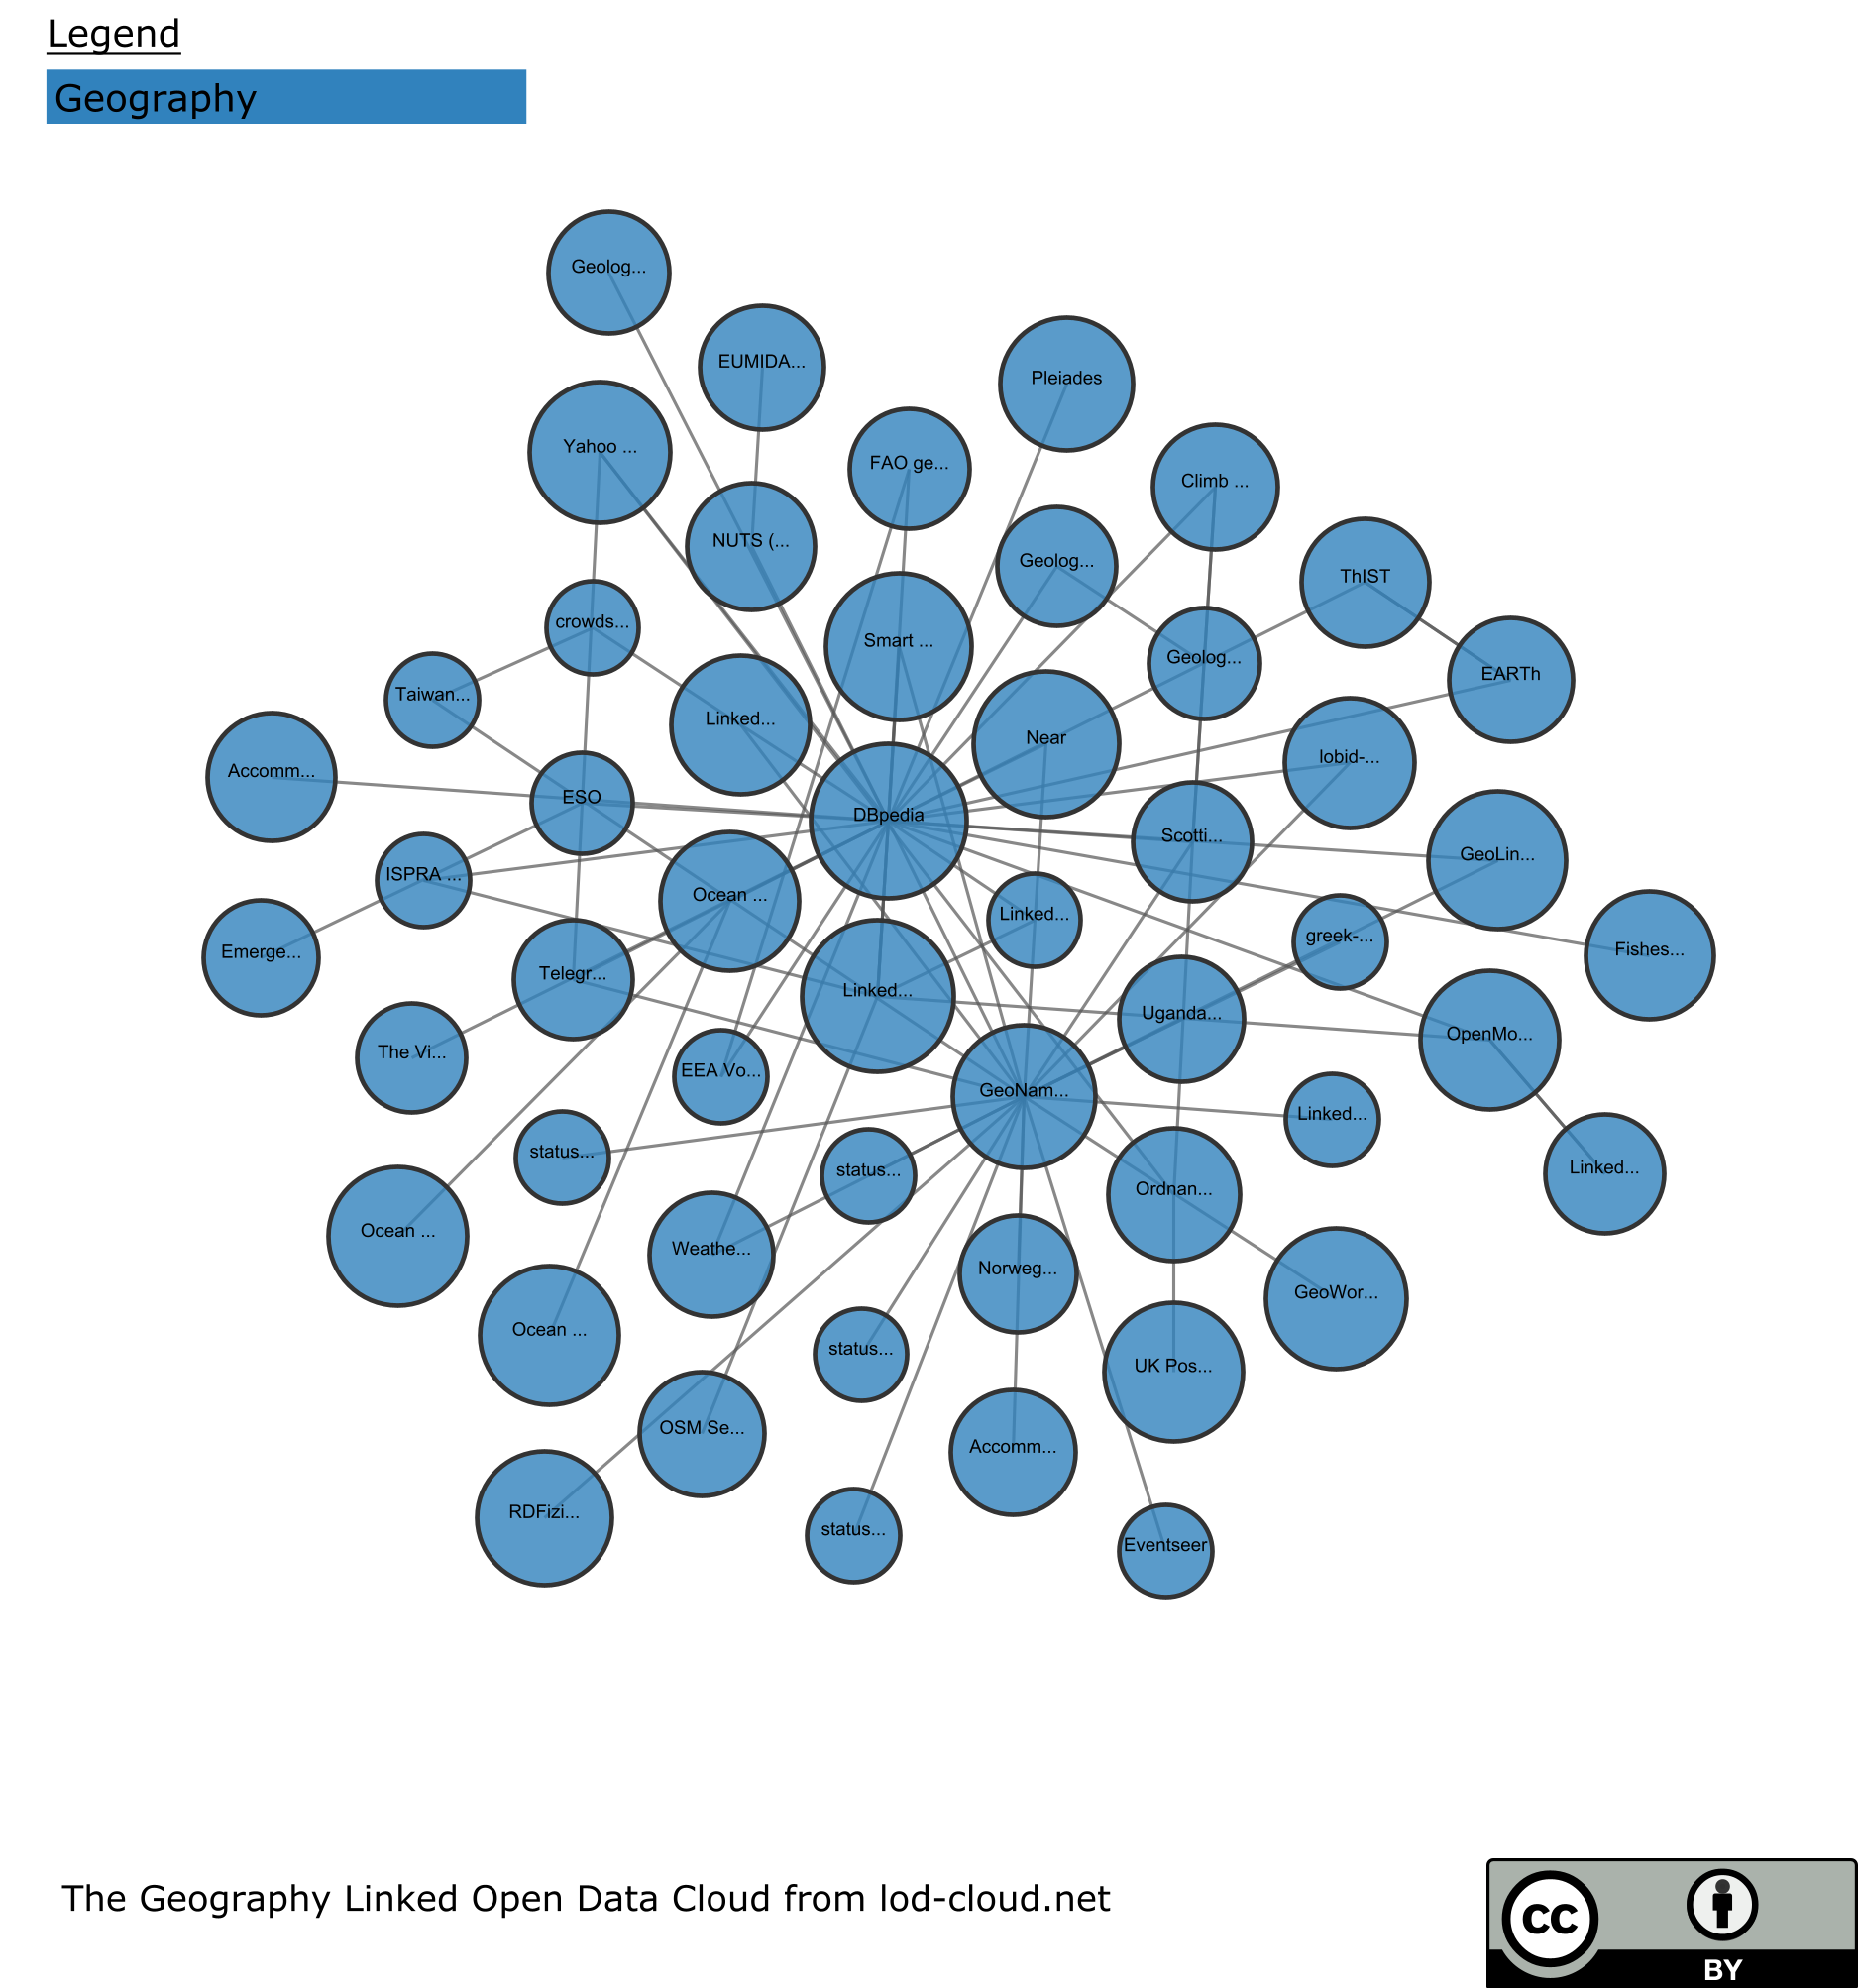 Legend
Geography
Geolog...
EUMIDA...
Pleiades
Yahoo ...
FAO ge...
Climb ...
NUTS (...
Geolog...
ThIST
crowds...
Smart ...
Geolog...
EARTh
Taiwan...
Linked...
Near
lobid-...
Accomm...
ESO
DBpedia
Scotti...
GeoLin...
ISPRA ...
Ocean ...
Linked...
greek-...
Emerge...
Telegr...
Linked...
Uganda...
Fishes...
The Vi...
EEA Vo...
GeoNam...
OpenMo...
status...
status...
Linked...
Linked...
Ocean ...
Weathe...
Ordnan...
Norweg...
GeoWor...
Ocean ...
status...
UK Pos...
OSM Se...
Accomm...
RDFizi...
status...
Eventseer
The Geography Linked Open Data Cloud from lod-cloud.net
cc
BY